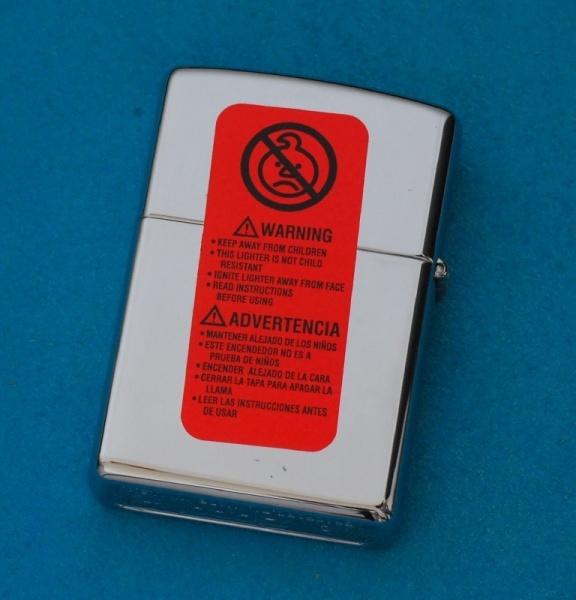 ⚠ WARNING
• KEEP AWAY FROM CHILDREN
• THIS LIGHTER IS NOT CHILD
RESISTANT
• IGNITE LIGHTER AWAY FROM FACE
• READ INSTRUCTIONS
BEFORE USING
⚠ ADVERTENCIA
• MANTENER ALEJADO DE LOS NIÑOS
• ESTE ENCENDEDOR NO ES A
PRUEBA DE NIÑOS
• ENCENDER ALEJADO DE LA CARA
• CERRAR LA TAPA PARA APAGAR LA
LLAMA
• LEER LAS INSTRUCCIONES ANTES
DE USAR